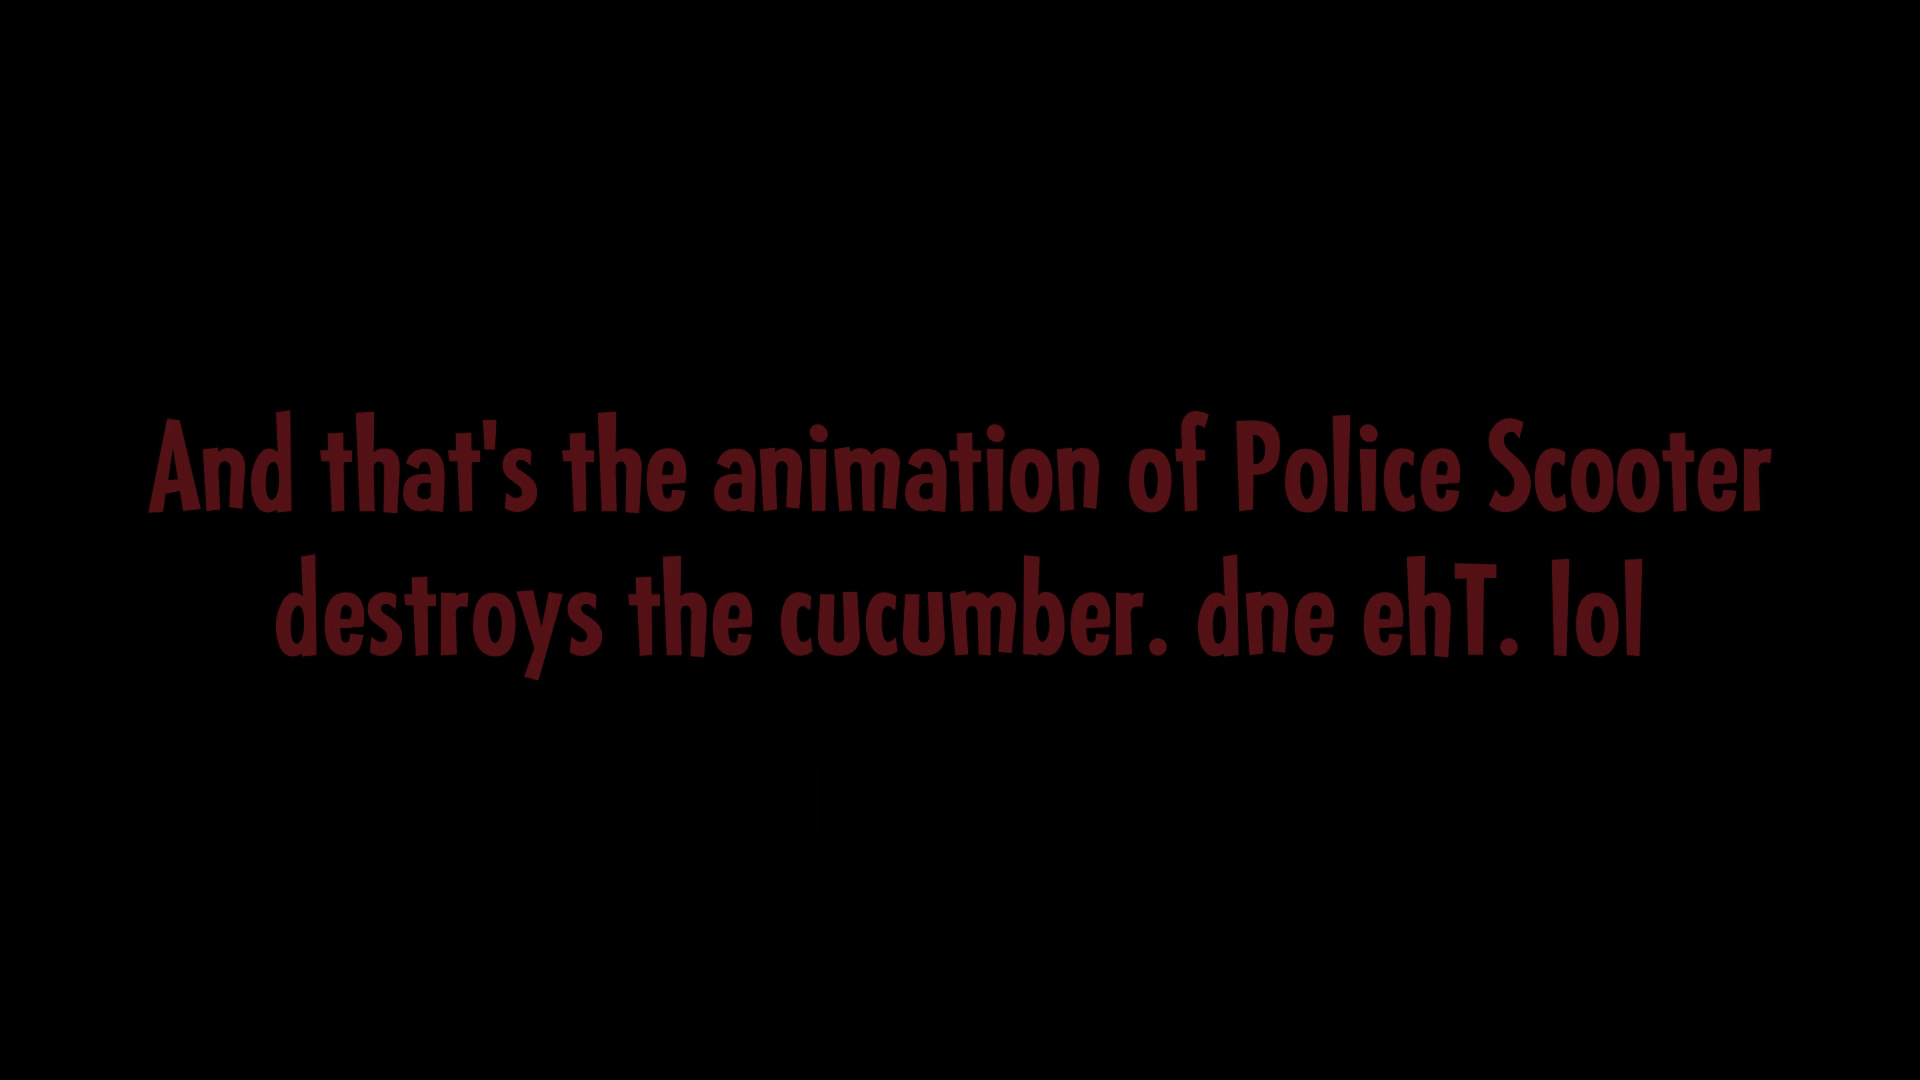 And that's the animation of Police Scooter
destroys the cucumber. dne ehT. lol